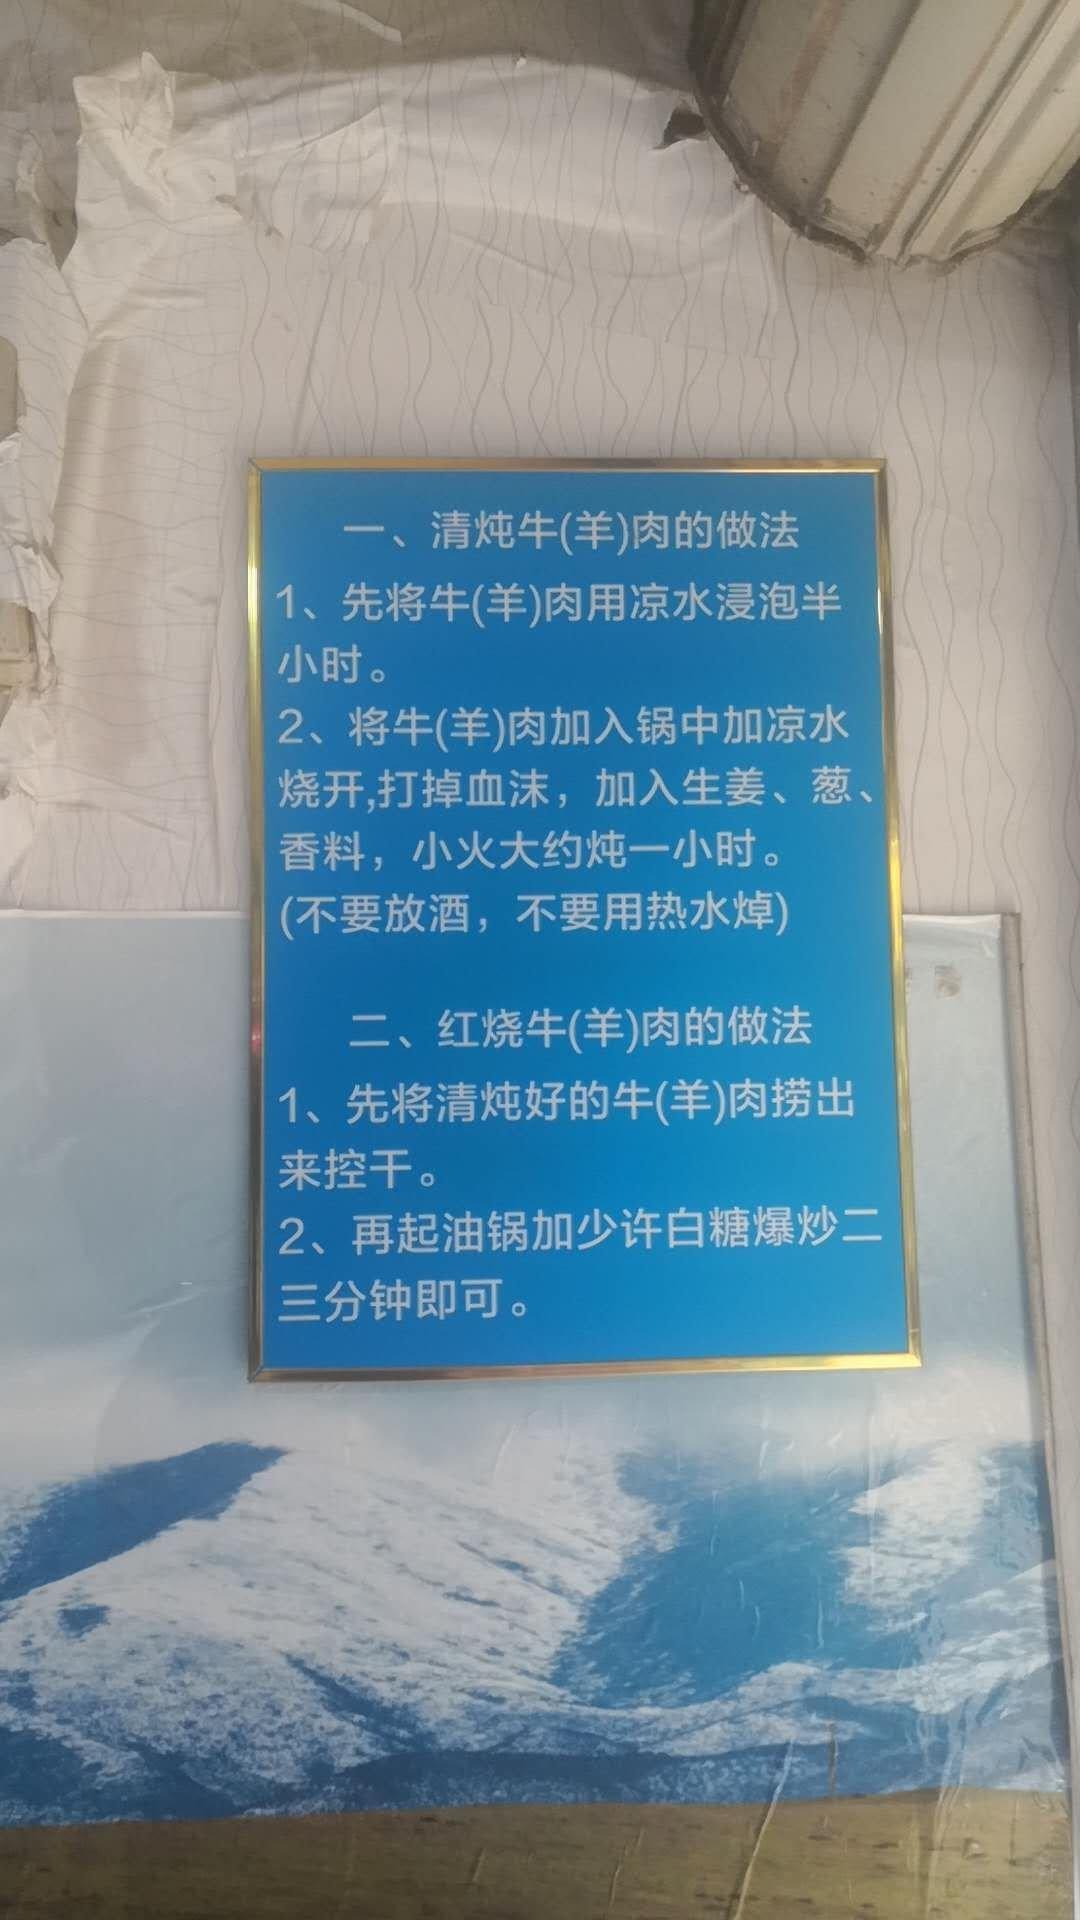 一、清炖牛(羊)肉的做法
1、先将牛(羊)肉用凉水浸泡半
小时。
2、将牛(羊)肉加入锅中加凉水
烧开,打掉血沫，加入生姜、葱、
香料，小火大约炖一小时。
(不要放酒，不要用热水焯)
二、红烧牛(羊)肉的做法
1、先将清炖好的牛(羊)肉捞出
来控干。
2、再起油锅加少许白糖爆炒二
三分钟即可。